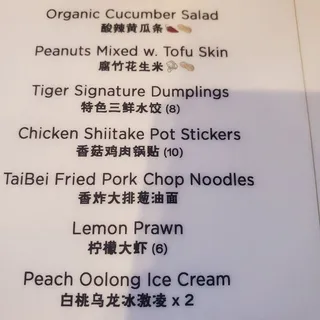 Organic Cucumber Salad
酸辣黄瓜条🌶️🥜
Peanuts Mixed w. Tofu Skin
腐竹花生米🥜
Tiger Signature Dumplings
特色三鲜水饺 (8)
Chicken Shiitake Pot Stickers
香菇鸡肉锅贴 (10)
TaiBei Fried Pork Chop Noodles
香炸大排葱油面
Lemon Prawn
柠檬大虾 (6)
Peach Oolong Ice Cream
白桃乌龙冰激凌 x 2